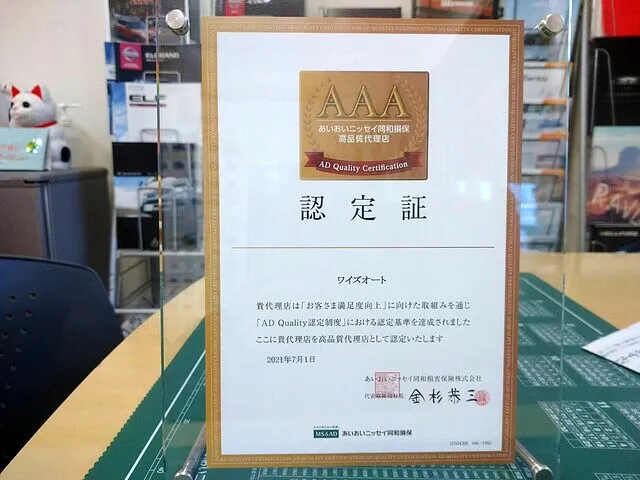 AAA
あいおいニッセイ同和損保
高品質代理店
AD Quality Certification
認定証
ワイズオート
貴代理店は「お客さま満足度向上」に向けた取組みを通じ
「AD Quality認定制度」における認定基準を達成されました
ここに貴代理店を高品質代理店として認定いたします
2021年7月1日
あいおいニッセイ同和損害保険株式会社
代表取締役社長 金杉恭三
MS&AD あいおいニッセイ同和損保